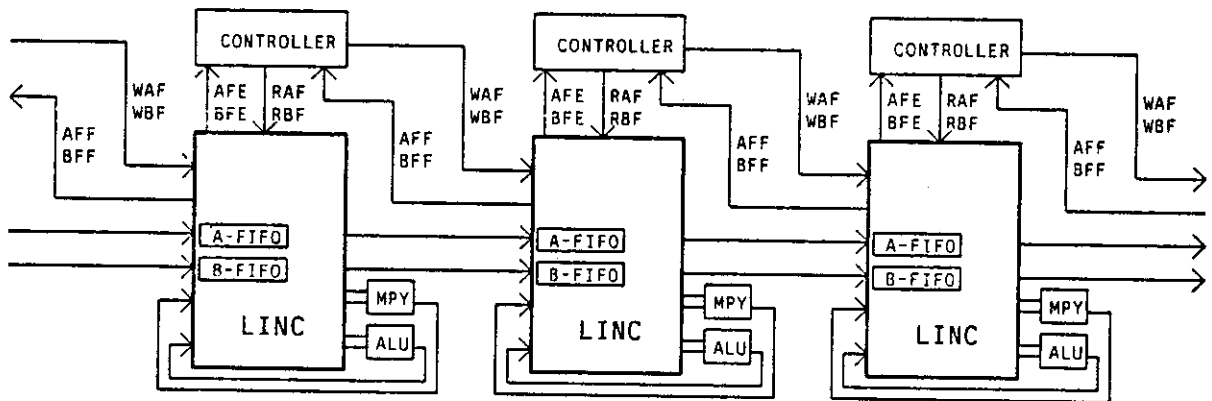 CONTROLLER
CONTROLLER
CONTROLLER
WAF
WBF
AFF
BFF
AFE
BFE
RAF
RBF
AFF
BFF
WAF
WBF
AFE
BFE
RAF
RBF
AFF
BFF
WAF
WBF
AFE
BFE
RAF
RBF
AFF
BFF
WAF
WBF
A-FIFO
B-FIFO
LINC
MPY
ALU
A-FIFO
B-FIFO
LINC
MPY
ALU
A-FIFO
B-FIFO
LINC
MPY
ALU